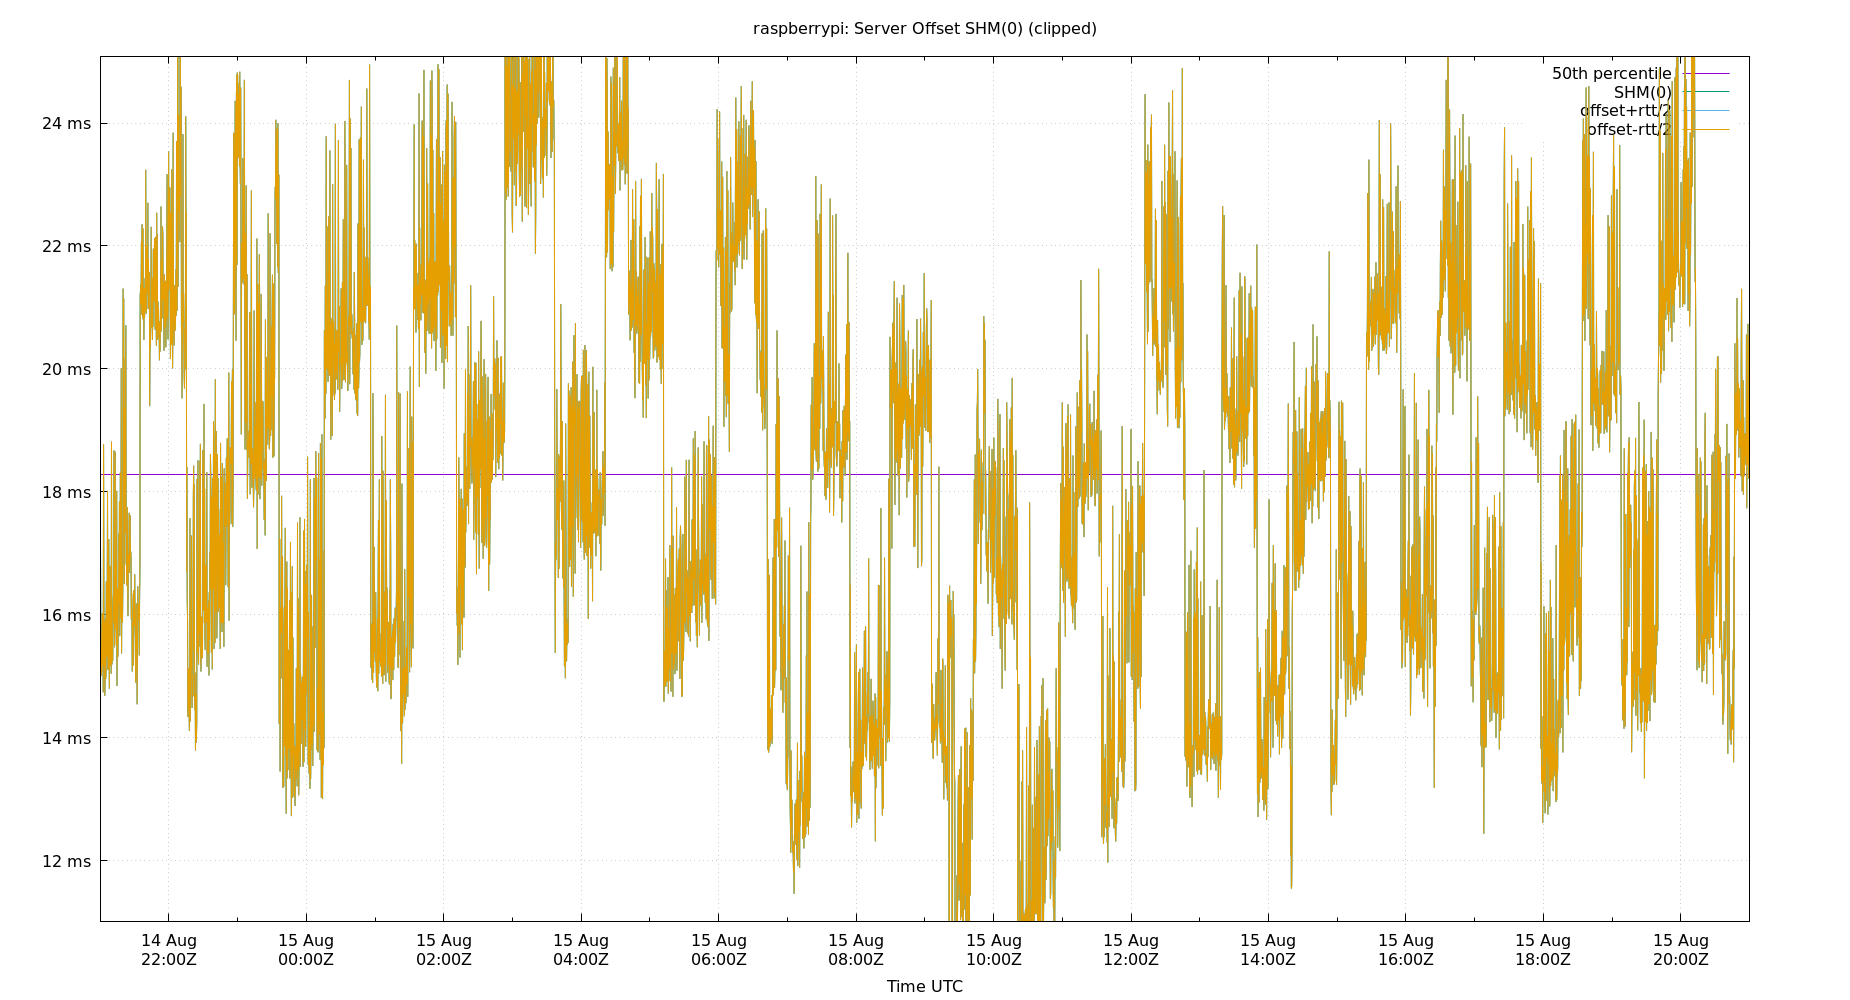 raspberrypi: Server Offset SHM(0) (clipped)
50th percentile
SHM(0)
offset+rtt/2
offset-rtt/2
24 ms
22 ms
20 ms
18 ms
16 ms
14 ms
12 ms
14 Aug 15 Aug 15 Aug 15 Aug 15 Aug 15 Aug 15 Aug 15 Aug 15 Aug 15 Aug 15 Aug 15 Aug
22:00Z 00:00Z 02:00Z 04:00Z 06:00Z 08:00Z 10:00Z 12:00Z 14:00Z 16:00Z 18:00Z 20:00Z
Time UTC